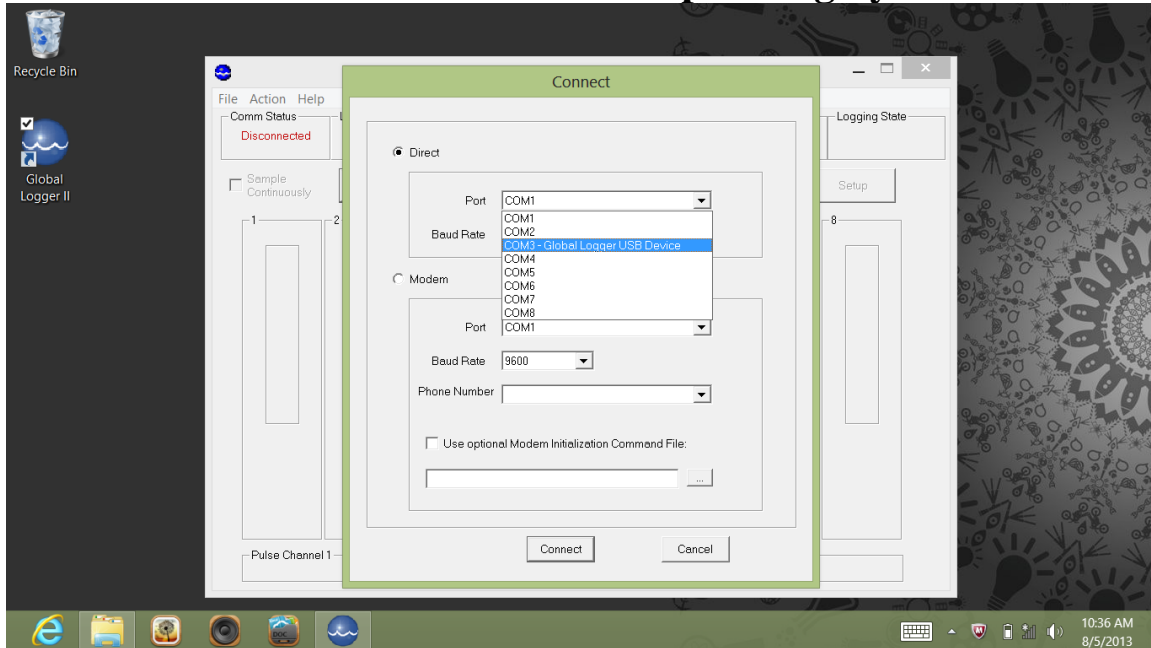 Recycle Bin
Global
Logger II
Connect
File Action Help
Comm Status
Disconnected
Logging State
Sample
Continuously
Setup
1
2
8
Direct
Port COM1
COM1
COM2
COM3 - Global Logger USB Device
COM4
COM5
COM6
COM7
COM8
Baud Rate
Modem
Port COM1
Baud Rate 9600
Phone Number
Use optional Modem Initialization Command File:
...
Connect Cancel
Pulse Channel 1
DOC
10:36 AM
8/5/2013